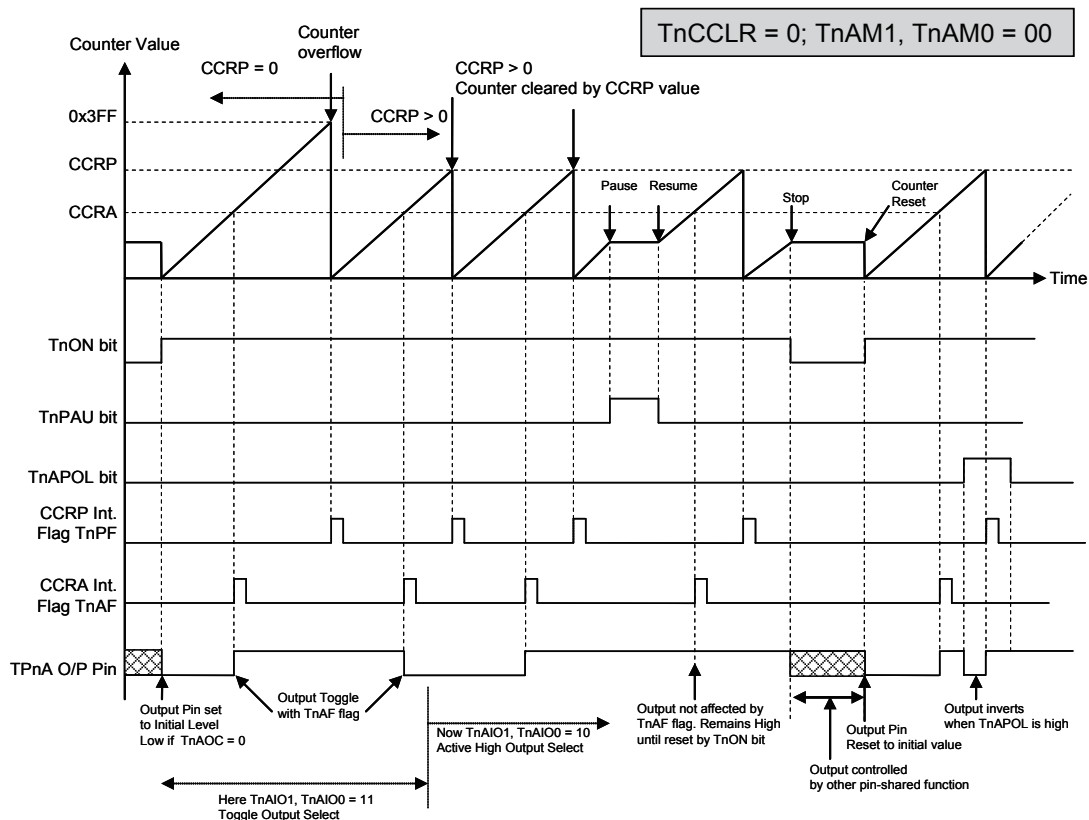 TnCCLR = 0; TnAM1, TnAM0 = 00
Counter Value
Counter
overflow
CCRP = 0
CCRP > 0
Counter cleared by CCRP value
CCRP > 0
0x3FF
CCRP
CCRA
Pause
Resume
Stop
Counter
Reset
Time
TnON bit
TnPAU bit
TnAPOL bit
CCRP Int.
Flag TnPF
CCRA Int.
Flag TnAF
TPnA O/P Pin
Output Pin set
to Initial Level
Low if TnAOC = 0
Output Toggle
with TnAF flag
Now TnAIO1, TnAIO0 = 10
Active High Output Select
Output not affected by
TnAF flag. Remains High
until reset by TnON bit
Output Pin
Reset to initial value
Output inverts
when TnAPOL is high
Output controlled
by other pin-shared function
Here TnAIO1, TnAIO0 = 11
Toggle Output Select